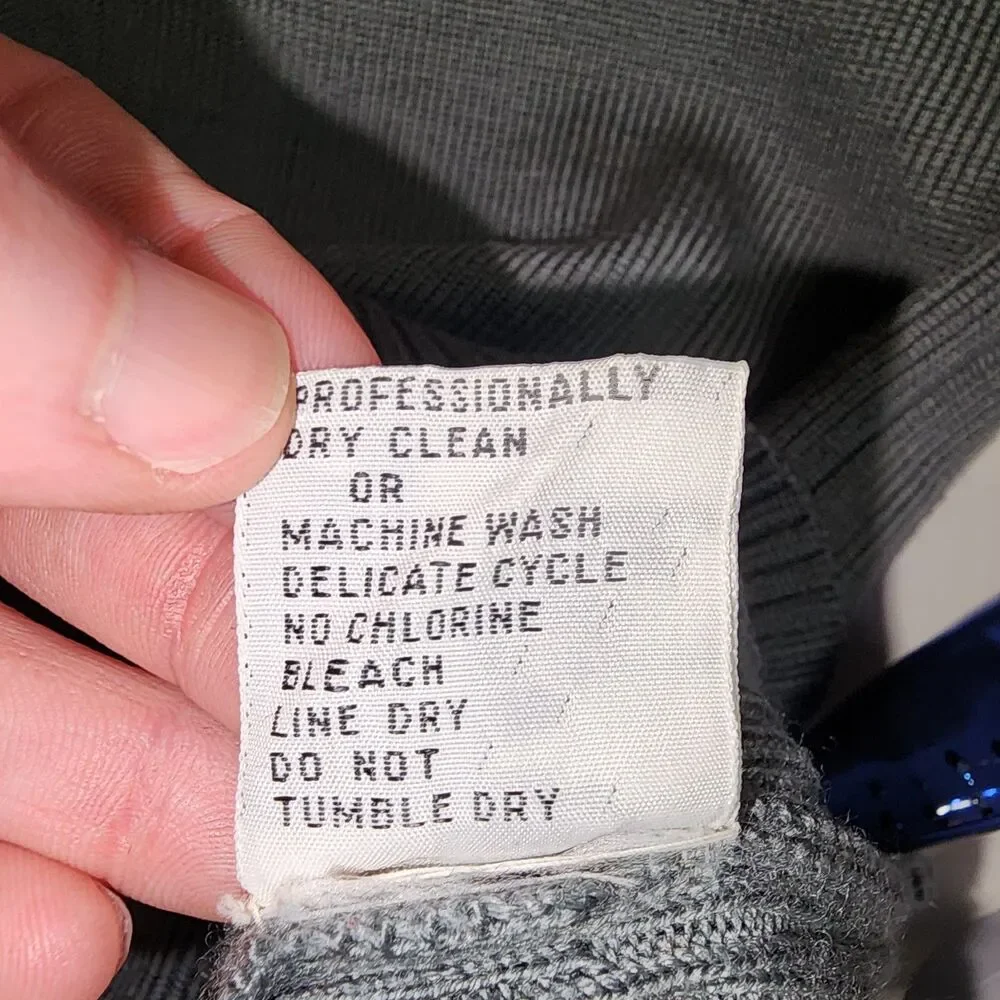 PROFESSIONALLY
DRY CLEAN
OR
MACHINE WASH
DELICATE CYCLE
NO CHLORINE
BLEACH
LINE DRY
DO NOT
TUMBLE DRY